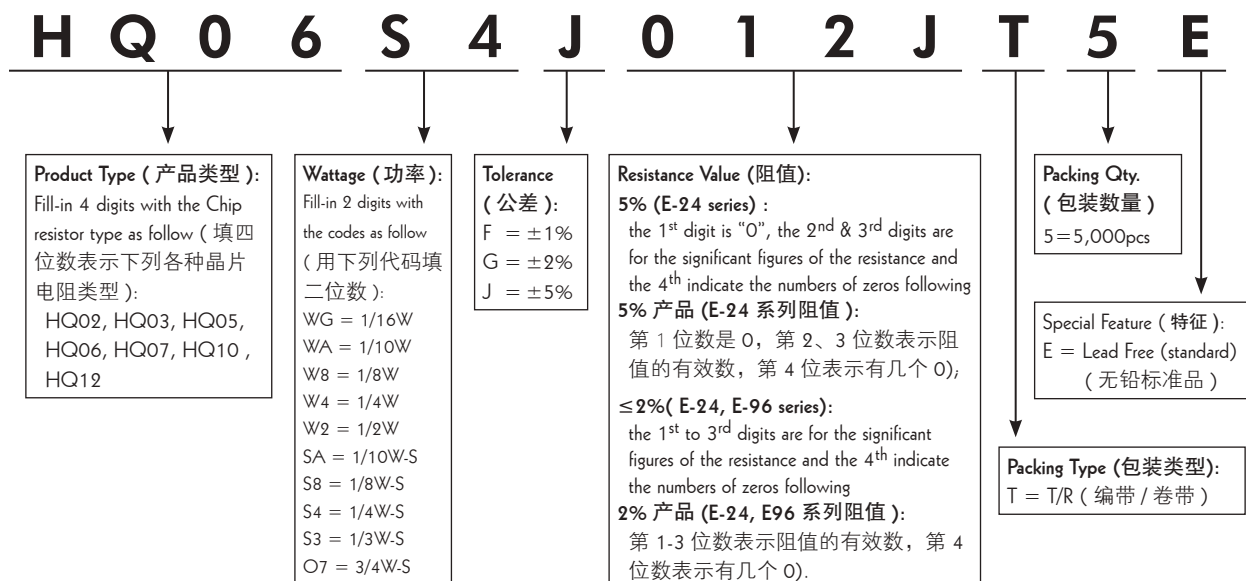 HQ06S4J012JT5E
Product Type ( 产品类型 ):
Fill-in 4 digits with the Chip
resistor type as follow ( 填四
位数表示下列各种晶片
电阻类型 ):
HQ02, HQ03, HQ05,
HQ06, HQ07, HQ10 ,
HQ12
Wattage ( 功率 ):
Fill-in 2 digits with
the codes as follow
( 用下列代码填
二位数 ):
WG = 1/16W
WA = 1/10W
W8 = 1/8W
W4 = 1/4W
W2 = 1/2W
SA = 1/10W-S
S8 = 1/8W-S
S4 = 1/4W-S
S3 = 1/3W-S
O7 = 3/4W-S
Tolerance
( 公差 ):
F = ±1%
G = ±2%
J = ±5%
Resistance Value (阻值):
5% (E-24 series) :
the 1st digit is “0”, the 2nd & 3rd digits are
for the significant figures of the resistance and
the 4th indicate the numbers of zeros following
5% 产品 (E-24 系列阻值 ):
第 1 位数是 0，第 2、3 位数表示阻
值的有效数，第 4 位表示有几个 0);
≤2%( E-24, E-96 series):
the 1st to 3rd digits are for the significant
figures of the resistance and the 4th indicate
the numbers of zeros following
2% 产品 (E-24, E96 系列阻值 ):
第 1-3 位数表示阻值的有效数，第 4
位数表示有几个 0).
Packing Qty.
( 包装数量 )
5=5,000pcs
Special Feature ( 特征 ):
E = Lead Free (standard)
( 无铅标准品 )
Packing Type (包装类型):
T = T/R ( 编带 / 卷带 )